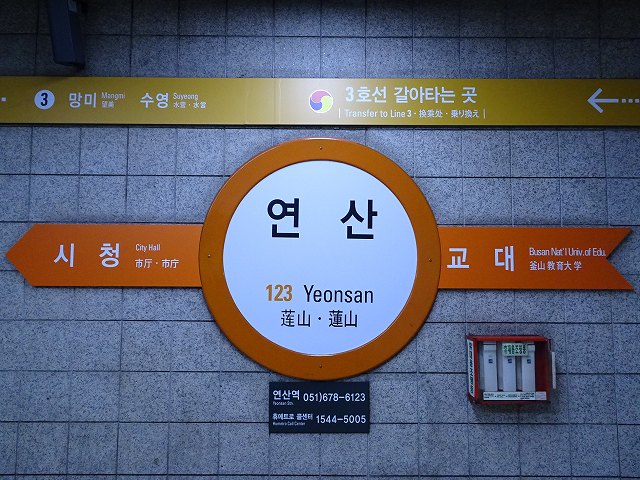 3 망미 Mangmi 望美 수영 Suyeong 水営·水营
3호선 갈아타는 곳
Transfer to Line 3 · 換乘处 · 乗り換え
연 산
123 Yeonsan
莲山 · 蓮山
시 청 City Hall 市厅 · 市庁
교 대 Busan Nat'l Univ. of Edu. 釜山 教育大 学
연산역 051)678-6123
Yeonsan Stn.
휴메트로 콜센터 1544-5005
Humetro Call Center